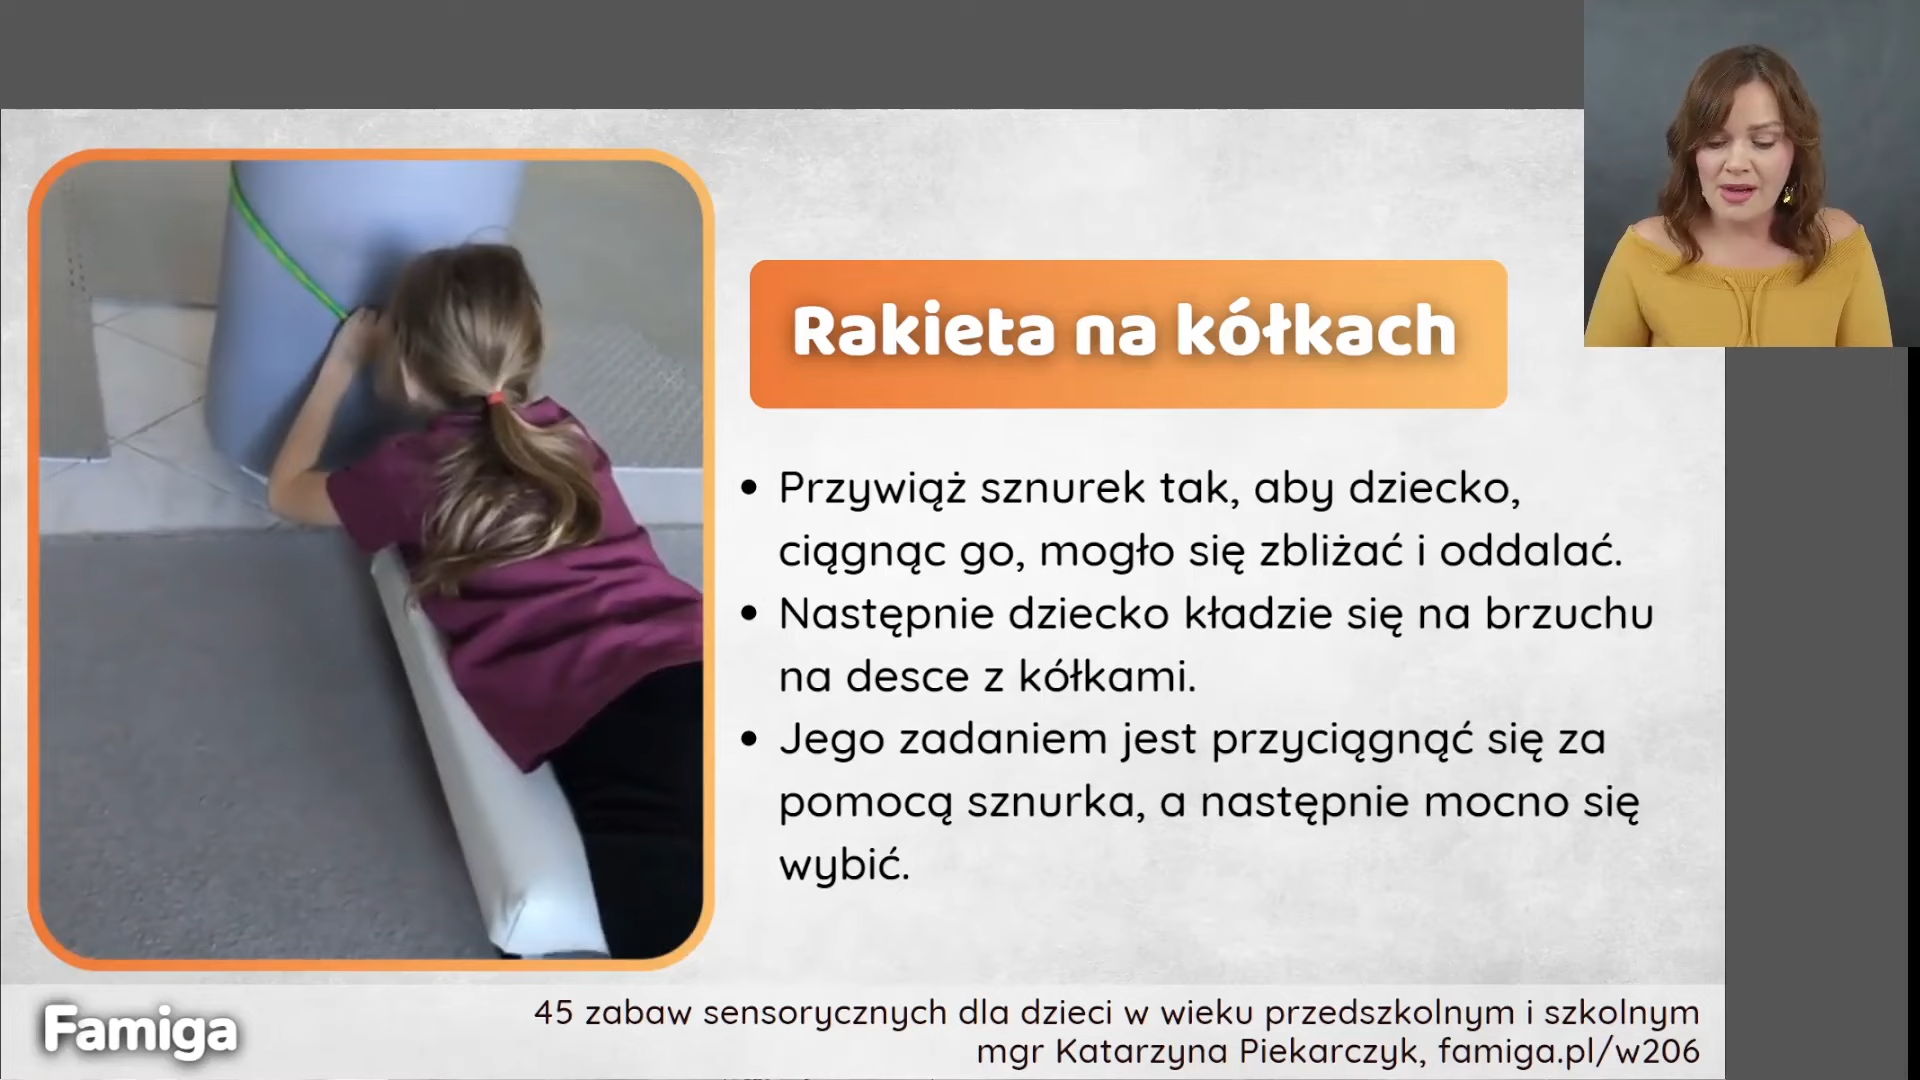 Rakieta na kółkach
• Przywiąż sznurek tak, aby dziecko,
ciągnąc go, mogło się zbliżać i oddalać.
• Następnie dziecko kładzie się na brzuchu
na desce z kółkami.
• Jego zadaniem jest przyciągnąć się za
pomocą sznurka, a następnie mocno się
wybić.
Famiga
45 zabaw sensorycznych dla dzieci w wieku przedszkolnym i szkolnym
mgr Katarzyna Piekarczyk, famiga.pl/w206